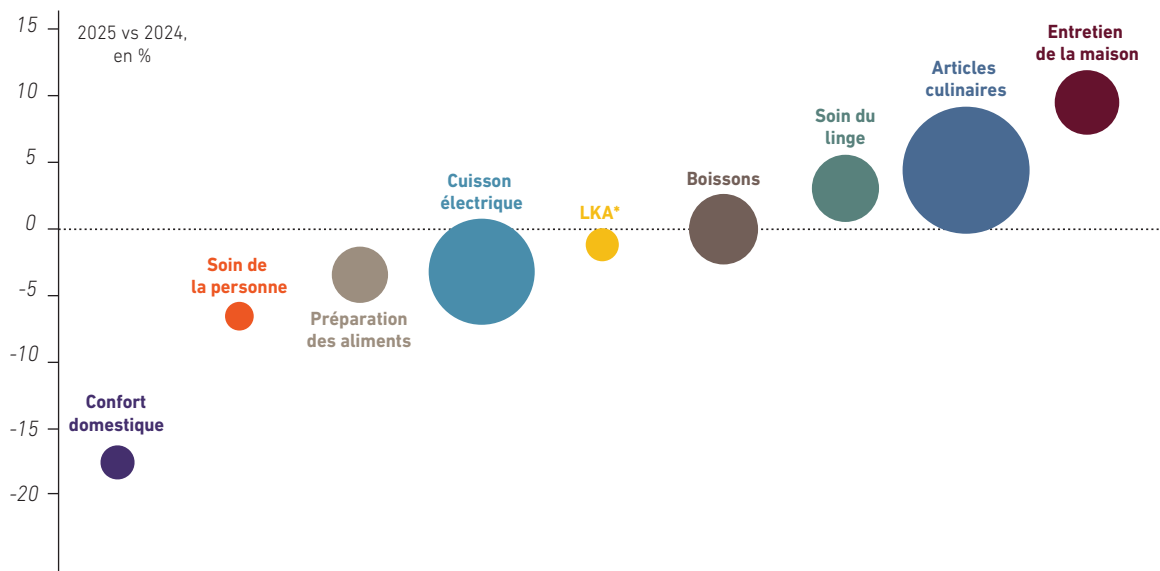 15
2025 vs 2024,
en %
10
5
0
-5
-10
-15
-20
Confort
domestique
Soin de
la personne
Préparation
des aliments
Cuisson
électrique
LKA*
Boissons
Soin du
linge
Articles
culinaires
Entretien
de la maison